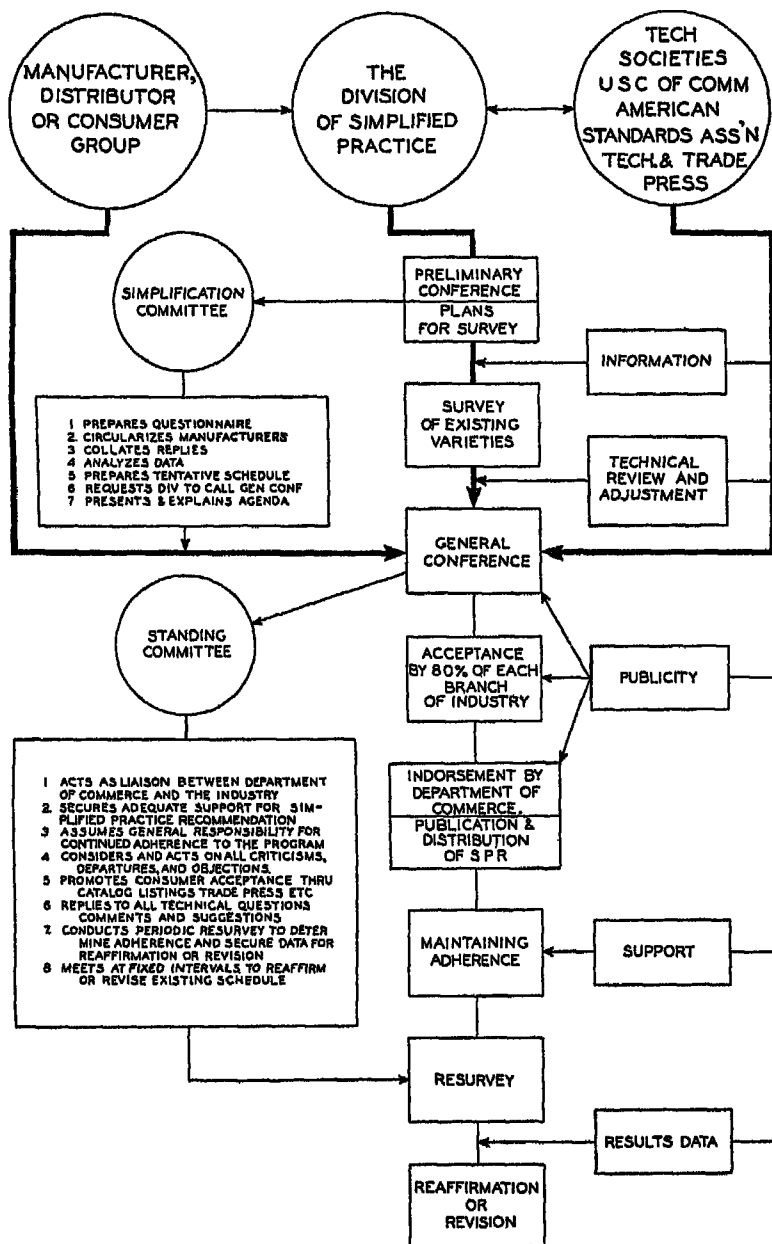 MANUFACTURER,
DISTRIBUTOR
OR CONSUMER
GROUP
THE
DIVISION
OF SIMPLIFIED
PRACTICE
TECH
SOCIETIES
U S C OF COMM
AMERICAN
STANDARDS ASS'N
TECH. & TRADE
PRESS
SIMPLIFICATION
COMMITTEE
PRELIMINARY
CONFERENCE
PLANS
FOR SURVEY
INFORMATION
1 PREPARES QUESTIONNAIRE
2. CIRCULARIZES MANUFACTURERS
3 COLLATES REPLIES
4 ANALYZES DATA
5 PREPARES TENTATIVE SCHEDULE
6 REQUESTS DIV TO CALL GEN CONF
7 PRESENTS & EXPLAINS AGENDA
SURVEY
OF EXISTING
VARIETIES
TECHNICAL
REVIEW AND
ADJUSTMENT
GENERAL
CONFERENCE
STANDING
COMMITTEE
ACCEPTANCE
BY 80% OF EACH
BRANCH
OF INDUSTRY
PUBLICITY
1 ACTS AS LIAISON BETWEEN DEPARTMENT
OF COMMERCE AND THE INDUSTRY
2. SECURES ADEQUATE SUPPORT FOR SIM-
PLIFIED PRACTICE RECOMMENDATION
3 ASSUMES GENERAL RESPONSIBILITY FOR
CONTINUED ADHERENCE TO THE PROGRAM
4 CONSIDERS AND ACTS ON ALL CRITICISMS,
DEPARTURES, AND OBJECTIONS.
5 PROMOTES CONSUMER ACCEPTANCE THRU
CATALOG LISTINGS TRADE PRESS ETC
6 REPLIES TO ALL TECHNICAL QUESTIONS
COMMENTS AND SUGGESTIONS
7. CONDUCTS PERIODIC RESURVEY TO DETER
MINE ADHERENCE AND SECURE DATA FOR
REAFFIRMATION OR REVISION
8 MEETS AT FIXED INTERVALS TO REAFFIRM
OR REVISE EXISTING SCHEDULE
INDORSEMENT BY
DEPARTMENT OF
COMMERCE.
PUBLICATION &
DISTRIBUTION
OF S P R
MAINTAINING
ADHERENCE
SUPPORT
RESURVEY
RESULTS DATA
REAFFIRMATION
OR
REVISION